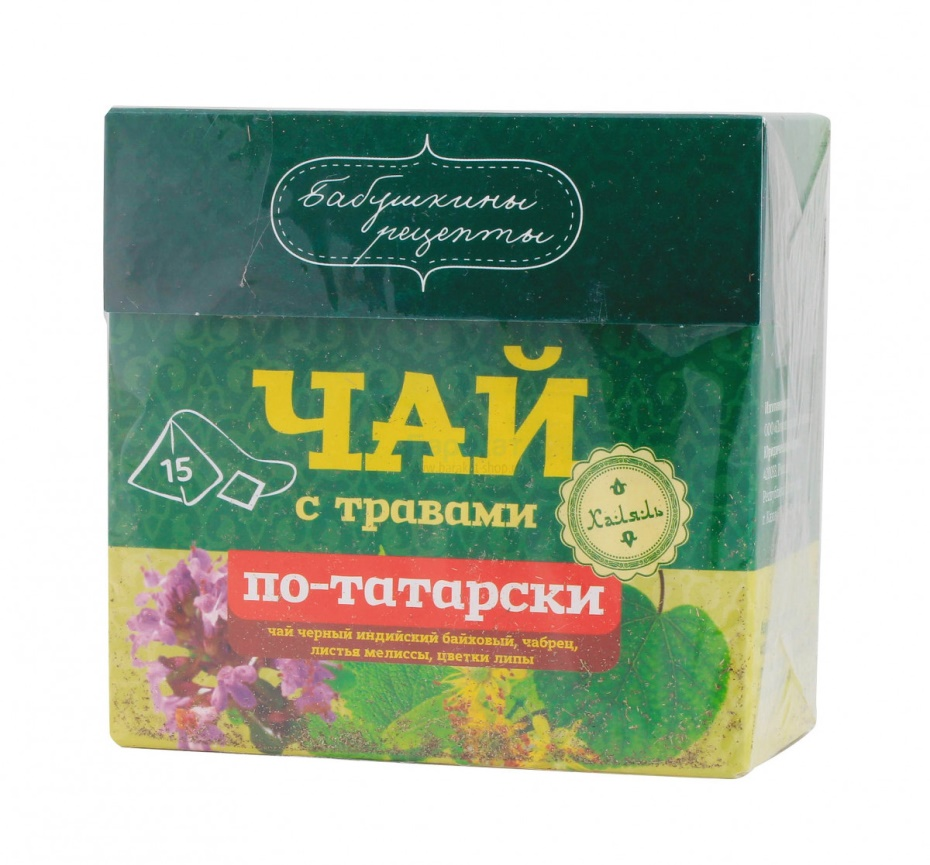 Бабушкины
рецепты
ЧАЙ
15
с травами
Халяль
по-татарски
чай черный индийский байховый, чабрец,
листья мелиссы, цветки липы